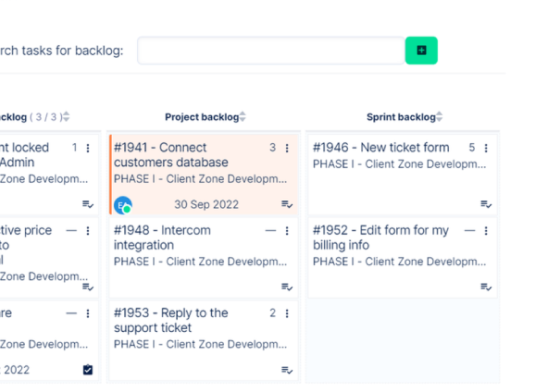 rch tasks for backlog:
cklog ( 3 / 3 )
Project backlog
Sprint backlog
nt locked 1
Admin
Zone Developm...
tive price —
to
l
Zone Developm...
re —
Zone Developm...
2022
#1941 - Connect 3
customers database
PHASE I - Client Zone Developm...
30 Sep 2022
#1948 - Intercom —
integration
PHASE I - Client Zone Developm...
#1953 - Reply to the 2
support ticket
PHASE I - Client Zone Developm...
#1946 - New ticket form 5
PHASE I - Client Zone Developm...
#1952 - Edit form for my —
billing info
PHASE I - Client Zone Developm...